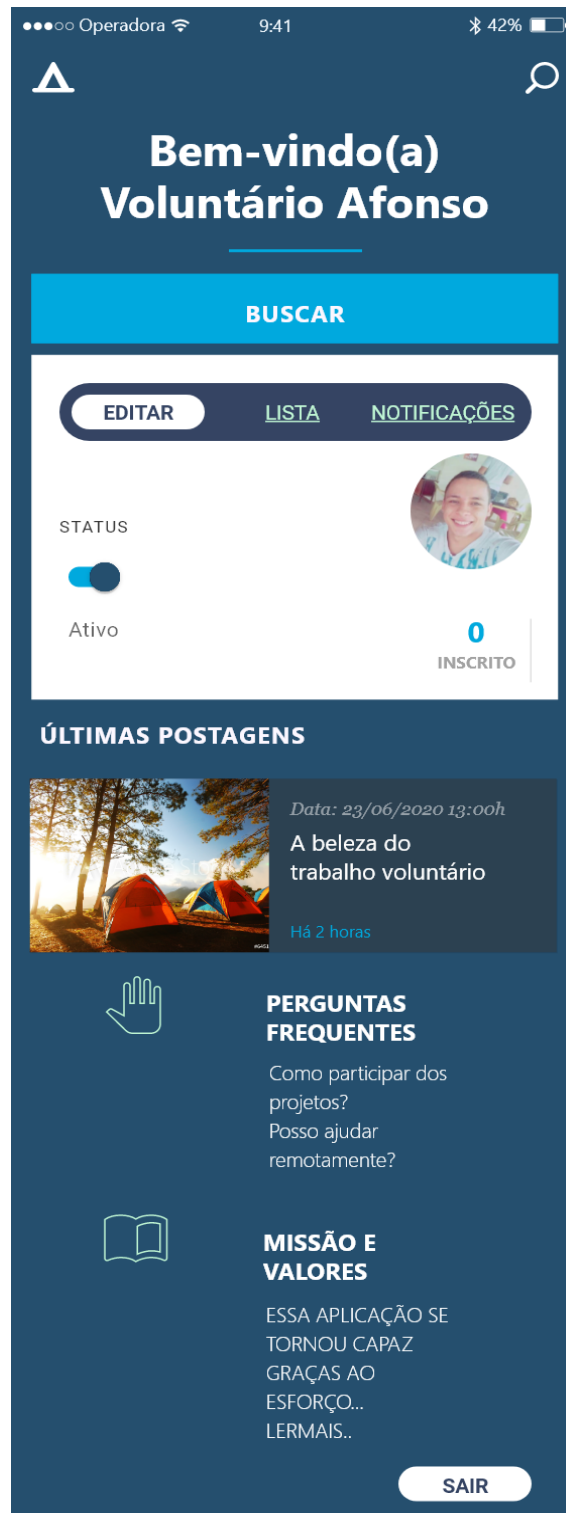 ●●●○○ Operadora 9:41 42%
Bem-vindo(a)
Voluntário Afonso
BUSCAR
EDITAR LISTA NOTIFICAÇÕES
STATUS
Ativo
0
INSCRITO
ÚLTIMAS POSTAGENS
Data: 23/06/2020 13:00h
A beleza do
trabalho voluntário
Há 2 horas
PERGUNTAS
FREQUENTES
Como participar dos
projetos?
Posso ajudar
remotamente?
MISSÃO E
VALORES
ESSA APLICAÇÃO SE
TORNOU CAPAZ
GRAÇAS AO
ESFORÇO...
LERMAIS..
SAIR